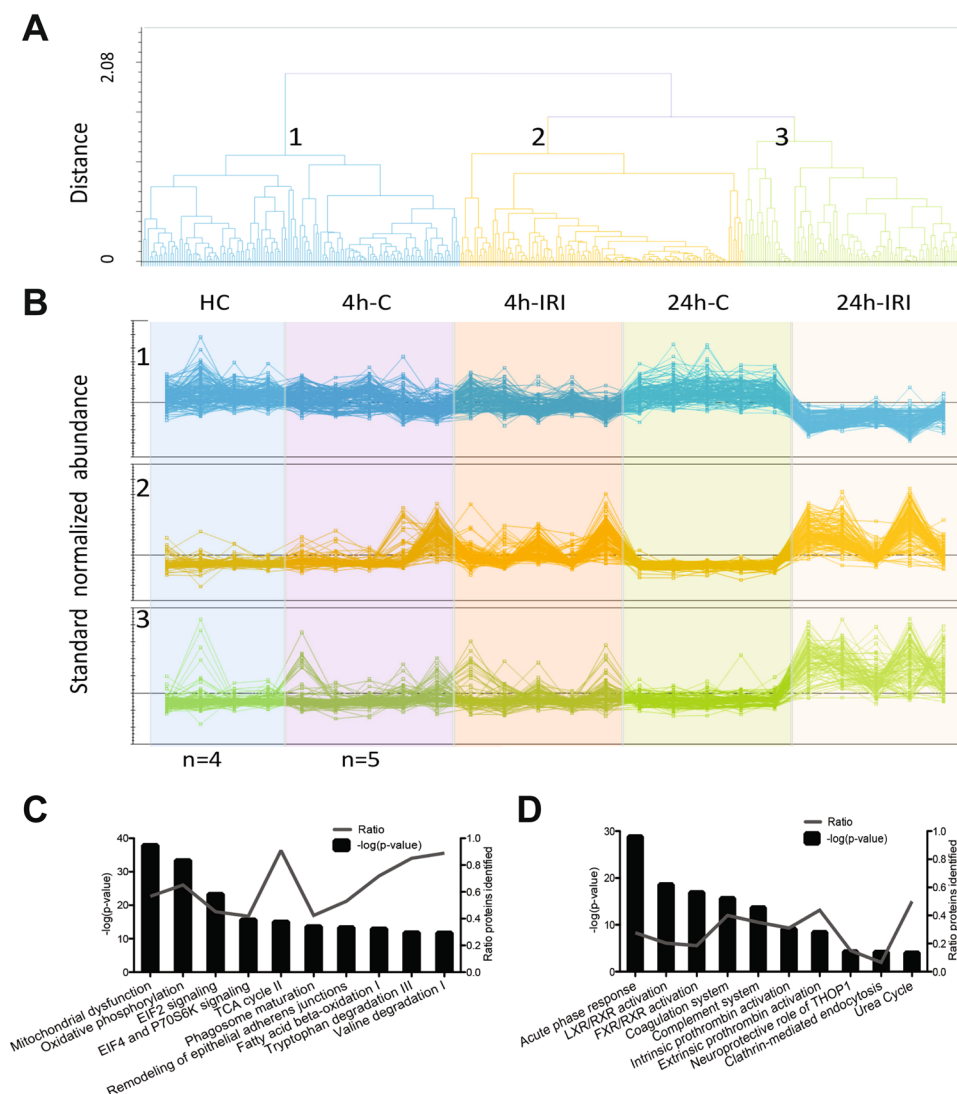 A
2.08
Distance
0
1
2
3
B
HC
4h-C
4h-IRI
24h-C
24h-IRI
Standard normalized abundance
1
2
3
n=4
n=5
C
Ratio
-log(p-value)
-log(p-value)
40
30
20
10
0
1.0
0.8
0.6
0.4
0.2
0.0
Ratio proteins identified
Mitochondrial dysfunction
Oxidative phosphorylation
EIF2 signaling
EIF4 and P70S6K signaling
TCA cycle II
Phagosome maturation
Remodeling of epithelial adherens junctions
Fatty acid beta-oxidation I
Tryptophan degradation III
Valine degradation I
D
Ratio
-log(p-value)
-log(p-value)
30
20
10
0
1.0
0.8
0.6
0.4
0.2
0.0
Ratio proteins identified
Acute phase response
LXR/RXR activation
FXR/RXR activation
Coagulation system
Complement system
Intrinsic prothrombin activation
Extrinsic prothrombin activation
Neuroprotective role of THOP1
Clathrin-mediated endocytosis
Urea Cycle